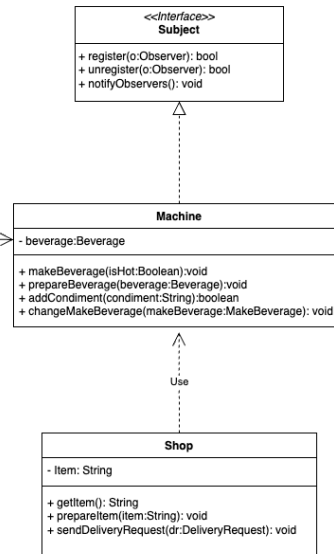 <<Interface>>
Subject
+ register(o:Observer): bool
+ unregister(o:Observer): bool
+ notifyObservers(): void
Machine
- beverage:Beverage
+ makeBeverage(isHot:Boolean):void
+ prepareBeverage(beverage:Beverage):void
+ addCondiment(condiment:String):boolean
+ changeMakeBeverage(makeBeverage:MakeBeverage): void
Use
Shop
- Item: String
+ getItem(): String
+ prepareItem(item:String): void
+ sendDeliveryRequest(dr:DeliveryRequest): void